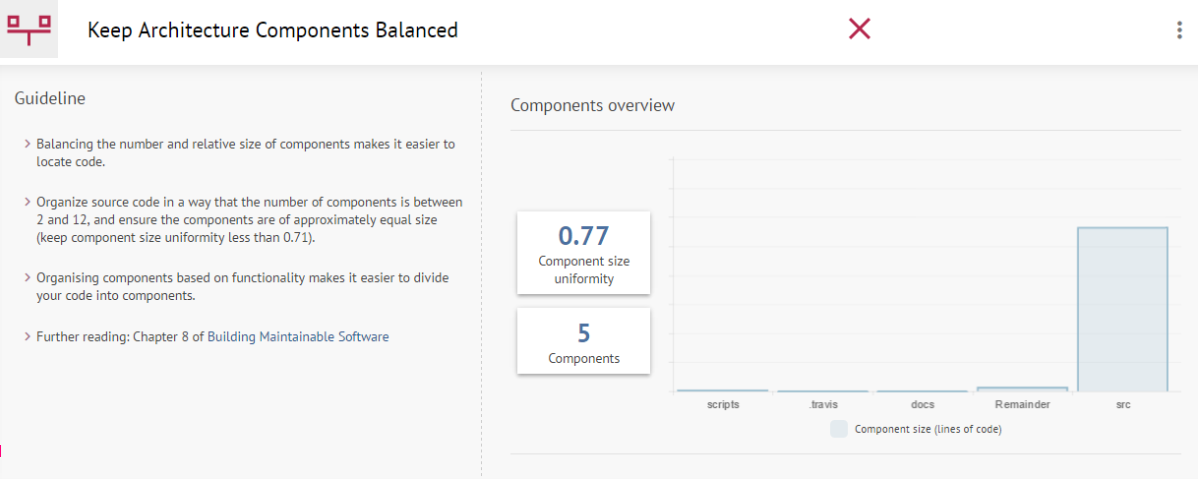 Keep Architecture Components Balanced
Guideline
Balancing the number and relative size of components makes it easier to
locate code.
Organize source code in a way that the number of components is between
2 and 12, and ensure the components are of approximately equal size
(keep component size uniformity less than 0.71).
Organising components based on functionality makes it easier to divide
your code into components.
Further reading: Chapter 8 of Building Maintainable Software
Components overview
0.77
Component size
uniformity
5
Components
scripts .travis docs Remainder src
Component size (lines of code)